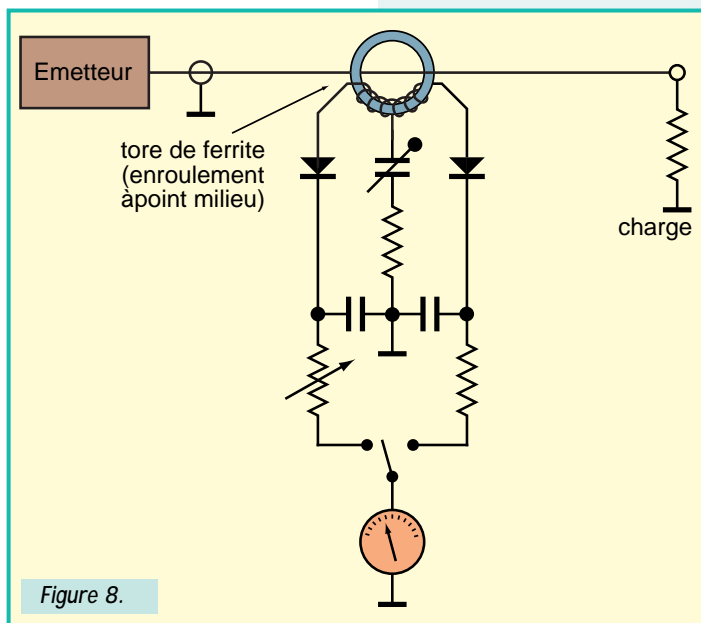 Emetteur
tore de ferrite
(enroulement
àpoint milieu)
charge
Figure 8.